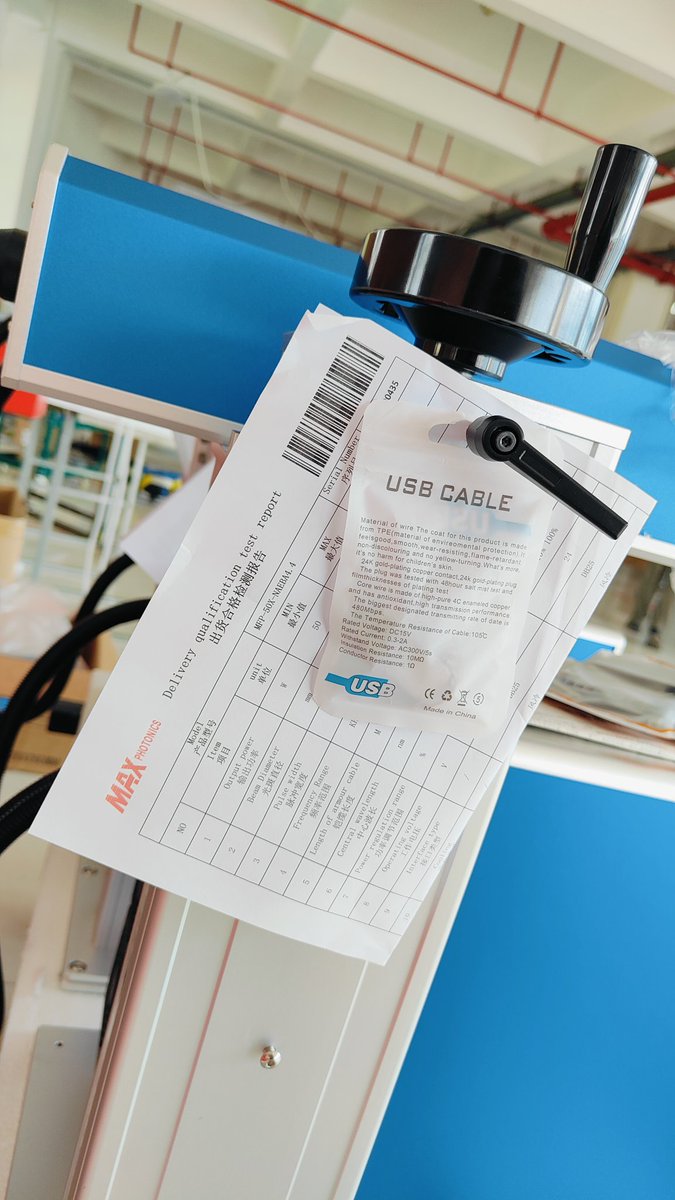 MAX PHOTONICS
Delivery qualification test report
出货合格检测报告
Model
产品型号
MFP-50X-NAEBA4.4
Serial Number
0435
NO
Item
项目
unit
单位
MIN
最小值
MAX
最大值
1
Output power
输出功率
W
50
2
Beam Diameter
光斑直径
3
Pulse width
脉冲宽度
4
Frequency Range
频率范围
5
Length of armour cable
铠缆长度
M
6
Central wavelength
中心波长
nm
7
Power regulation range
功率调节范围
%
100%
8
Operating voltage
工作电压
V
24
9
Interface type
接口类型
/
DB25
10
USB CABLE
Material of wire.The coat for this product is made
from TPE(material of enviroemental protection).It
feelsgood,smooth,wear-resisting,flame-retardant,
non-discolouring and no yellow-turning. What's more,
it's no harm for children's skin.
24K gold-plating copper contact,24k gold-plating plug
The plug was tested with 48hour salt mist test and
filmthicknesses of plating test
Core wire is made of high-pure 4C enameled copper
and has antioxidant,high transmission performance
The biggest designated transmitting rate of date is
480Mbps.
The Temperature Resistance of Cable:105℃
Rated Voltage: DC15V
Rated Current: 0.3-2A
Withstand Voltage: AC300V/5s
Insulation Resistance: 10MΩ
Conductor Resistance: 1Ω
USB
CE
Made in China